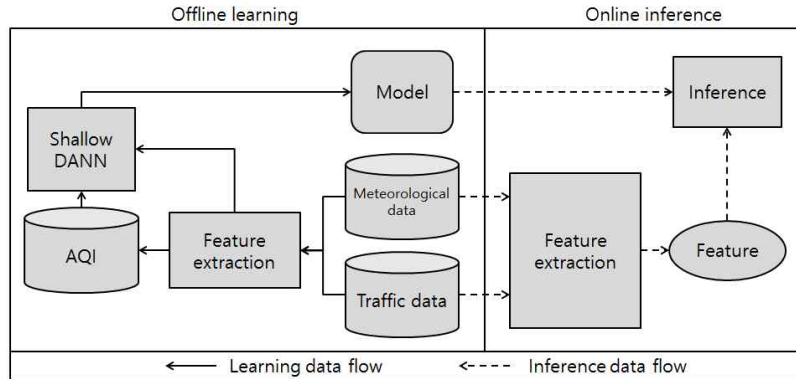 Offline learning
Online inference
Model
Inference
Shallow
DANN
Meteorological
data
AQI
Feature
extraction
Feature
extraction
Feature
Traffic data
Learning data flow
Inference data flow